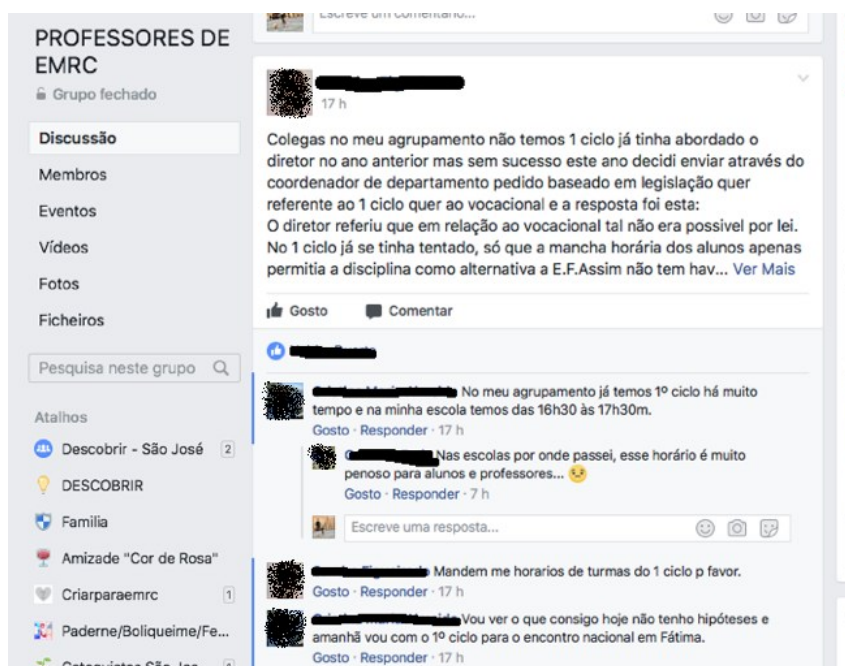 PROFESSORES DE
EMRC
Grupo fechado
Discussão
Membros
Eventos
Vídeos
Fotos
Ficheiros
Pesquisa neste grupo
Atalhos
Descobrir - São José 2
DESCOBRIR
Familia
Amizade "Cor de Rosa"
Criarparaemrc 1
Paderne/Boliqueime/Fe...
Escreve um comentário...
17 h
Colegas no meu agrupamento não temos 1 ciclo já tinha abordado o
diretor no ano anterior mas sem sucesso este ano decidi enviar através do
coordenador de departamento pedido baseado em legislação quer
referente ao 1 ciclo quer ao vocacional e a resposta foi esta:
O diretor referiu que em relação ao vocacional tal não era possivel por lei.
No 1 ciclo já se tinha tentado, só que a mancha horária dos alunos apenas
permitia a disciplina como alternativa a E.F.Assim não tem hav... Ver Mais
Gosto Comentar
No meu agrupamento já temos 1º ciclo há muito
tempo e na minha escola temos das 16h30 às 17h30m.
Gosto · Responder · 17 h
Nas escolas por onde passei, esse horário é muito
penoso para alunos e professores... 😟
Gosto · Responder · 7 h
Escreve uma resposta...
Mandem me horarios de turmas do 1 ciclo p favor.
Gosto · Responder · 17 h
Vou ver o que consigo hoje não tenho hipóteses e
amanhã vou com o 1º ciclo para o encontro nacional em Fátima.
Gosto · Responder · 17 h